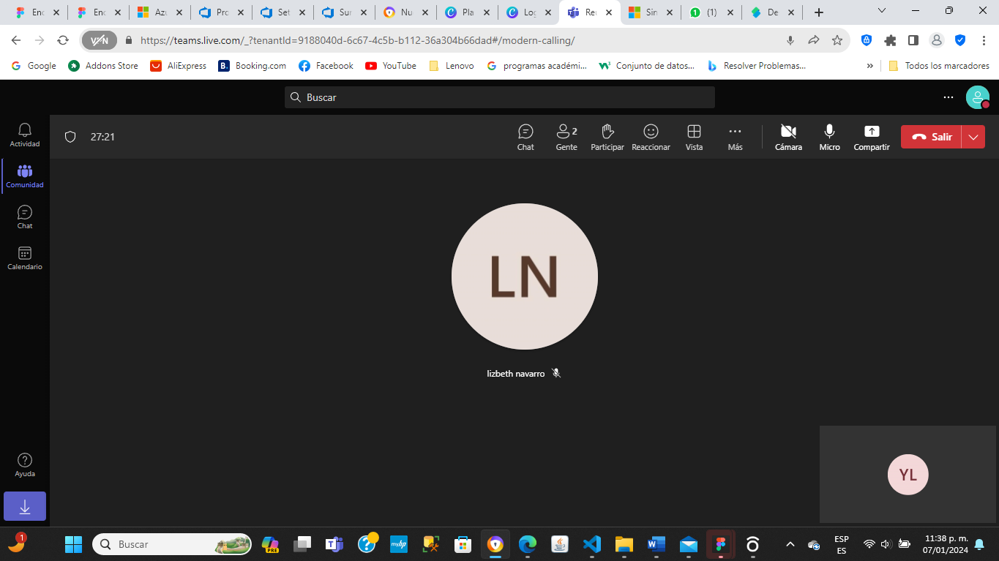 Enc
Enc
Azu
Pro
Set
Sur
Nu
Pla
Log
Reu
Sin
(1)
De
VPN https://teams.live.com/_?tenantId=9188040d-6c67-4c5b-b112-36a304b66dad#/modern-calling/
Google Addons Store AliExpress Booking.com Facebook YouTube Lenovo programas académi... Conjunto de datos... Resolver Problemas... » Todos los marcadores
Buscar
27:21
Chat
Gente 2
Participar
Reaccionar
Vista
Más
Cámara
Micro
Compartir
Salir
Actividad
Comunidad
Chat
Calendario
LN
lizbeth navarro
YL
Ayuda
1
Buscar
PRE
myhp
ESP
ES
11:38 p. m.
07/01/2024